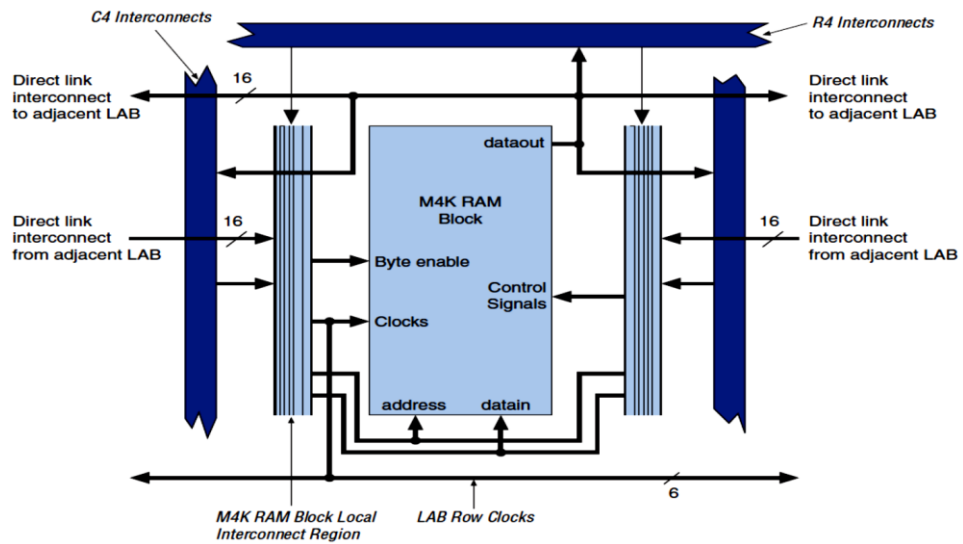 C4 Interconnects
R4 Interconnects
Direct link
interconnect
to adjacent LAB
16
Direct link
interconnect
to adjacent LAB
dataout
M4K RAM
Block
Direct link
interconnect
from adjacent LAB
16
16
Direct link
interconnect
from adjacent LAB
Byte enable
Control
Signals
Clocks
address
datain
6
M4K RAM Block Local
Interconnect Region
LAB Row Clocks